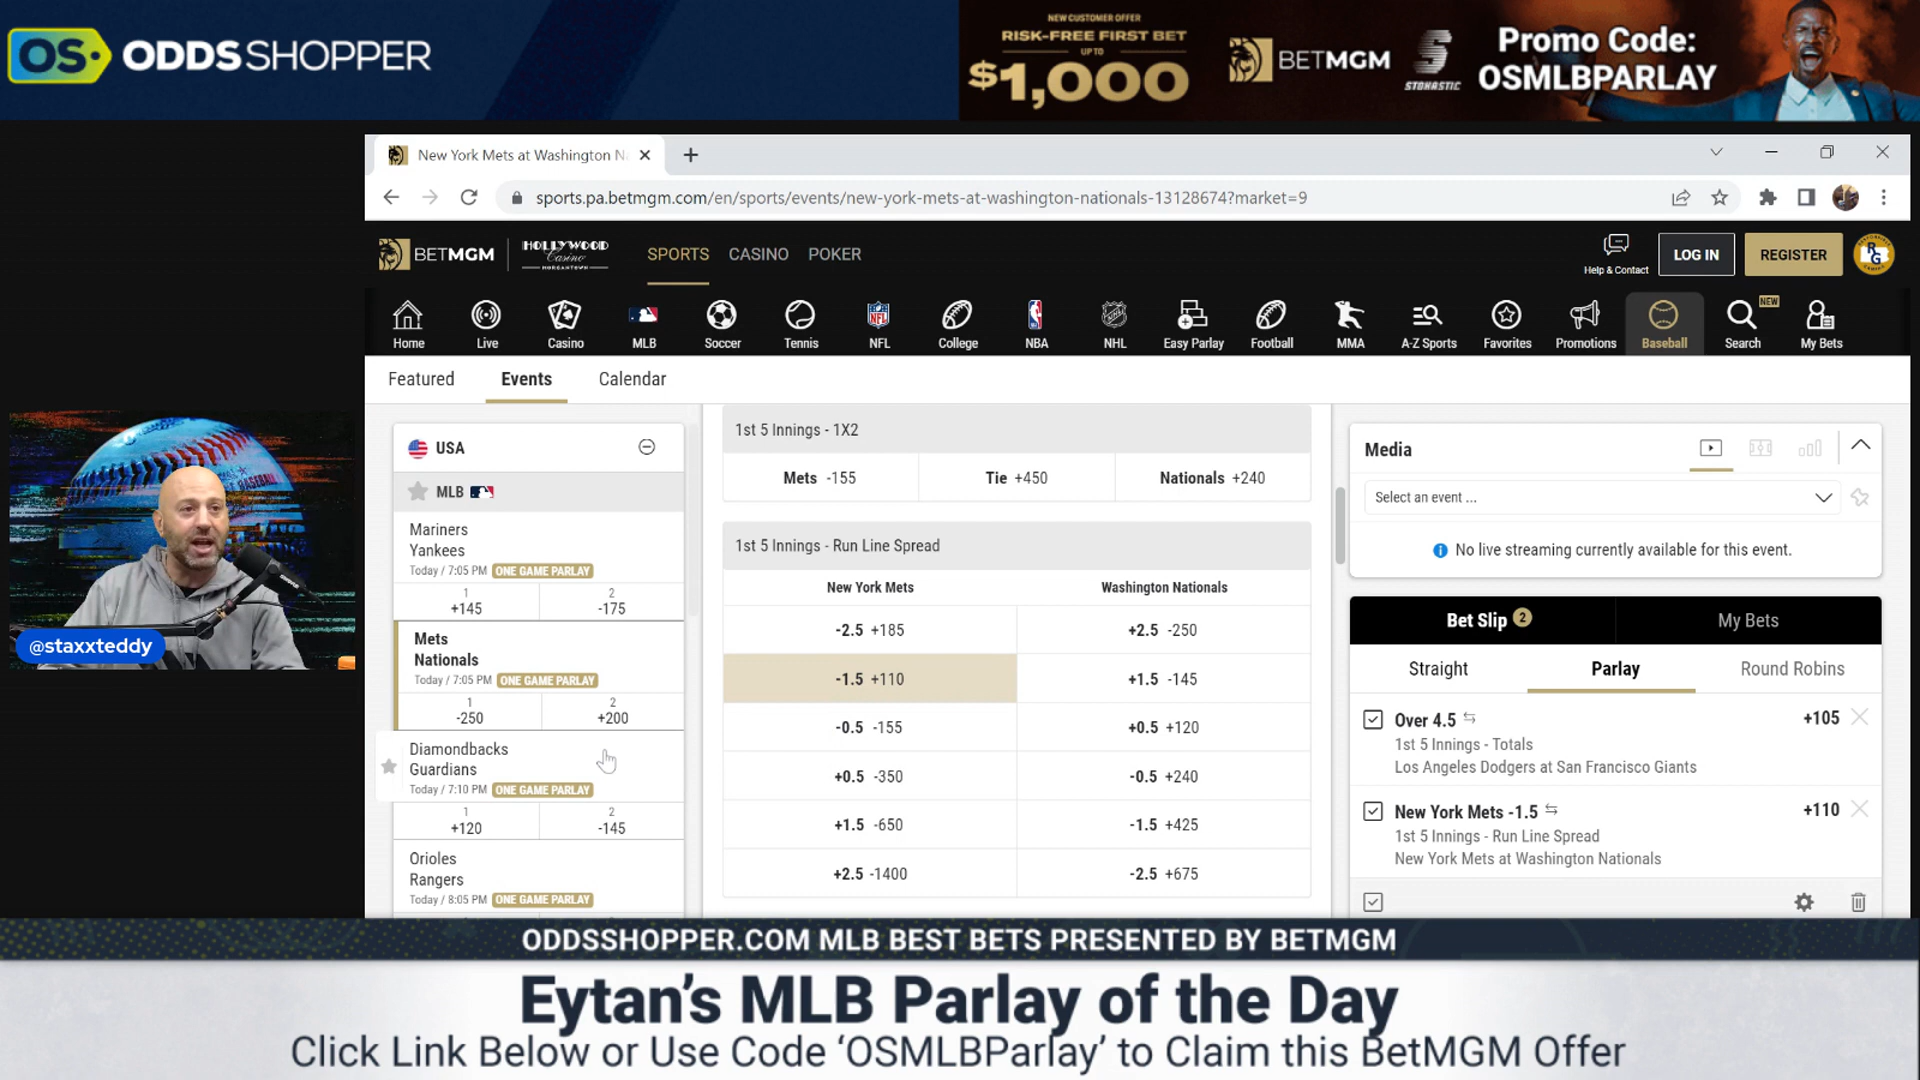 OS ODDSSHOPPER
NEW CUSTOMER OFFER
RISK-FREE FIRST BET
UP TO
$1,000
BETMGM
STOKASTIC
Promo Code:
OSMLBPARLAY
New York Mets at Washington N
sports.pa.betmgm.com/en/sports/events/new-york-mets-at-washington-nationals-13128674?market=9
BETMGM
HOLLYWOOD
Casino
MORGANTOWN
SPORTS CASINO POKER
Help & Contact
LOG IN
REGISTER
RG
NEW
Home Live Casino MLB Soccer Tennis NFL College NBA NHL Easy Parlay Football MMA A-Z Sports Favorites Promotions Baseball Search My Bets
Featured Events Calendar
USA
MLB
Mariners
Yankees
Today / 7:05 PM ONE GAME PARLAY
1 2
+145 -175
Mets
Nationals
Today / 7:05 PM ONE GAME PARLAY
1 2
-250 +200
Diamondbacks
Guardians
Today / 7:10 PM ONE GAME PARLAY
1 2
+120 -145
Orioles
Rangers
Today / 8:05 PM ONE GAME PARLAY
1st 5 Innings - 1X2
Mets -155 Tie +450 Nationals +240
1st 5 Innings - Run Line Spread
New York Mets Washington Nationals
-2.5 +185 +2.5 -250
-1.5 +110 +1.5 -145
-0.5 -155 +0.5 +120
+0.5 -350 -0.5 +240
+1.5 -650 -1.5 +425
+2.5 -1400 -2.5 +675
Media
Select an event ...
No live streaming currently available for this event.
Bet Slip 2 My Bets
Straight Parlay Round Robins
Over 4.5 +105
1st 5 Innings - Totals
Los Angeles Dodgers at San Francisco Giants
New York Mets -1.5 +110
1st 5 Innings - Run Line Spread
New York Mets at Washington Nationals
@staxxteddy
ODDSSHOPPER.COM MLB BEST BETS PRESENTED BY BETMGM
Eytan's MLB Parlay of the Day
Click Link Below or Use Code 'OSMLBParlay' to Claim this BetMGM Offer